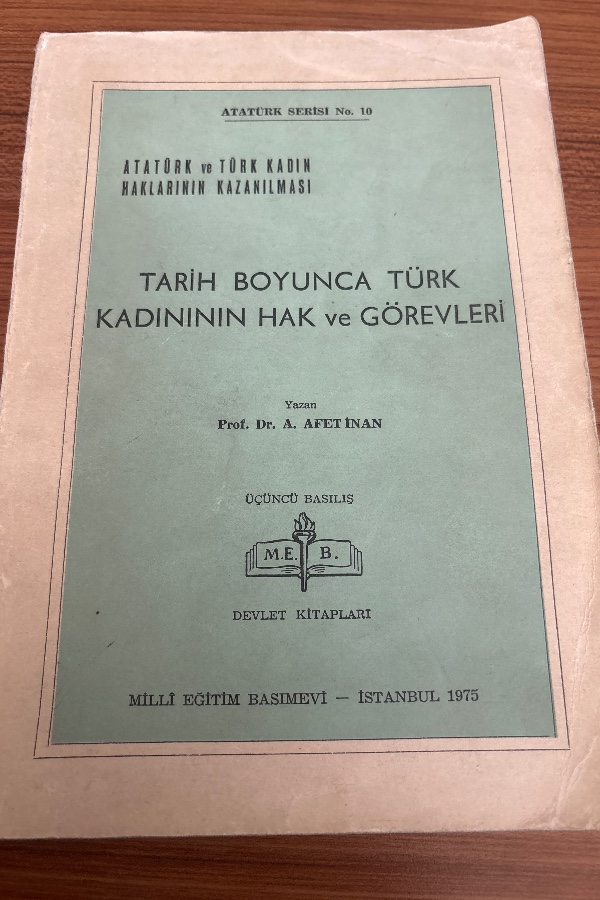 ATATÜRK SERİSİ No. 10
ATATÜRK ve TÜRK KADIN
HAKLARININ KAZANILMASI
TARİH BOYUNCA TÜRK
KADINININ HAK ve GÖREVLERİ
Yazan
Prof. Dr. A. AFETİNAN
ÜÇÜNCÜ BASILIŞ
M.E. B.
DEVLET KİTAPLARI
MİLLÎ EĞİTİM BASIMEVİ — İSTANBUL 1975